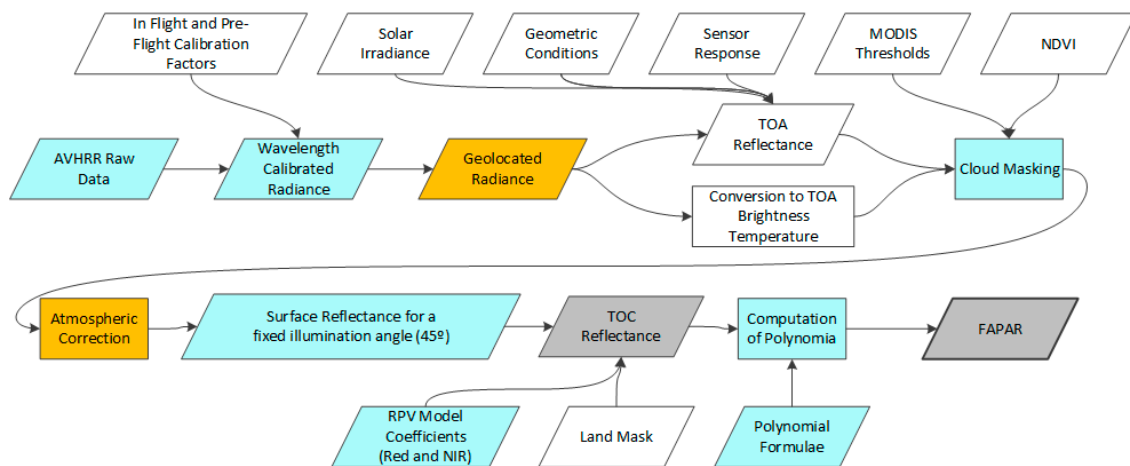 In Flight and Pre-
Flight Calibration
Factors
Solar
Irradiance
Geometric
Conditions
Sensor
Response
MODIS
Thresholds
NDVI
AVHRR Raw
Data
Wavelength
Calibrated
Radiance
Geolocated
Radiance
TOA
Reflectance
Conversion to TOA
Brightness
Temperature
Cloud Masking
Atmospheric
Correction
Surface Reflectance for a
fixed illumination angle (45º)
TOC
Reflectance
Computation
of Polynomia
FAPAR
RPV Model
Coefficients
(Red and NIR)
Land Mask
Polynomial
Formulae